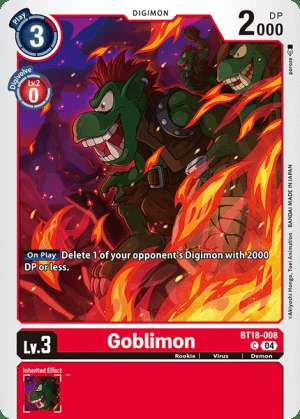 Play
3
DIGIMON
DP
2000
Digivolve
Lv.2
0
On Play Delete 1 of your opponent's Digimon with 2000
DP or less.
©Akiyoshi Hongo, Toei Animation BANDAI MADE IN JAPAN
BT18-008
Lv.3
Goblimon
C 04
Rookie | Virus | Demon
Inherited Effect